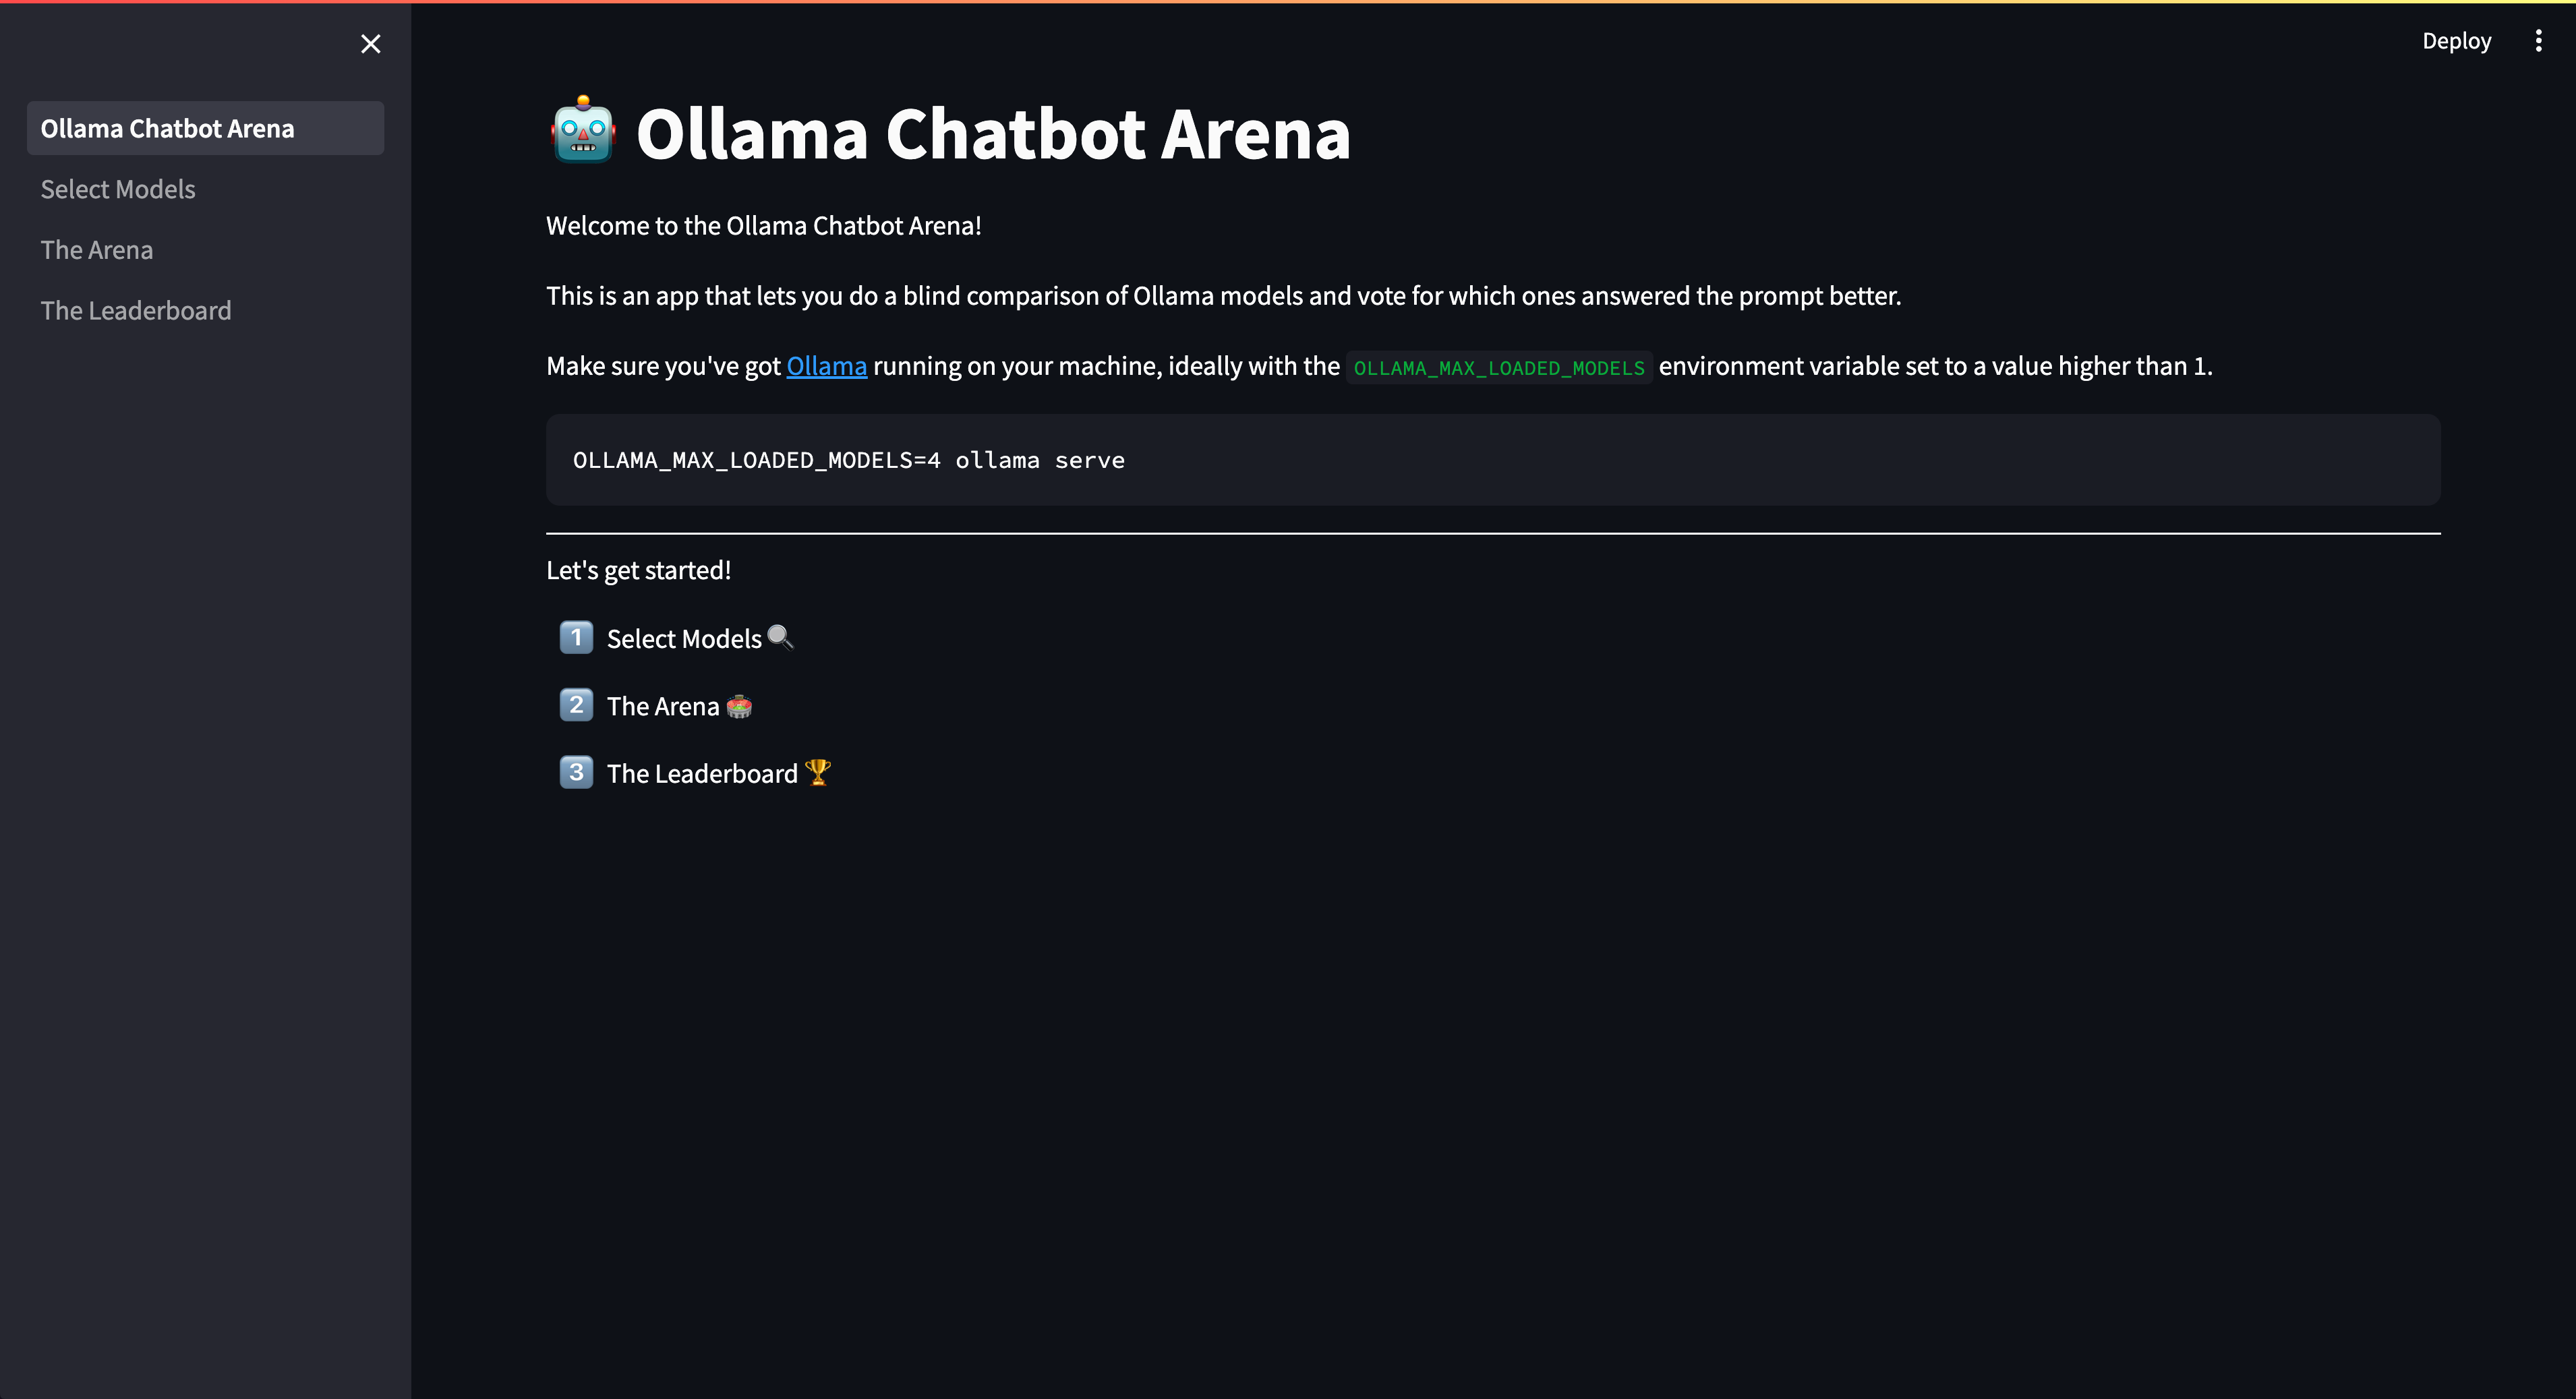 Deploy
Ollama Chatbot Arena
Select Models
The Arena
The Leaderboard
🤖 Ollama Chatbot Arena
Welcome to the Ollama Chatbot Arena!
This is an app that lets you do a blind comparison of Ollama models and vote for which ones answered the prompt better.
Make sure you've got Ollama running on your machine, ideally with the OLLAMA_MAX_LOADED_MODELS environment variable set to a value higher than 1.
OLLAMA_MAX_LOADED_MODELS=4 ollama serve
Let's get started!
1️⃣ Select Models 🔍
2️⃣ The Arena 🏟️
3️⃣ The Leaderboard 🏆